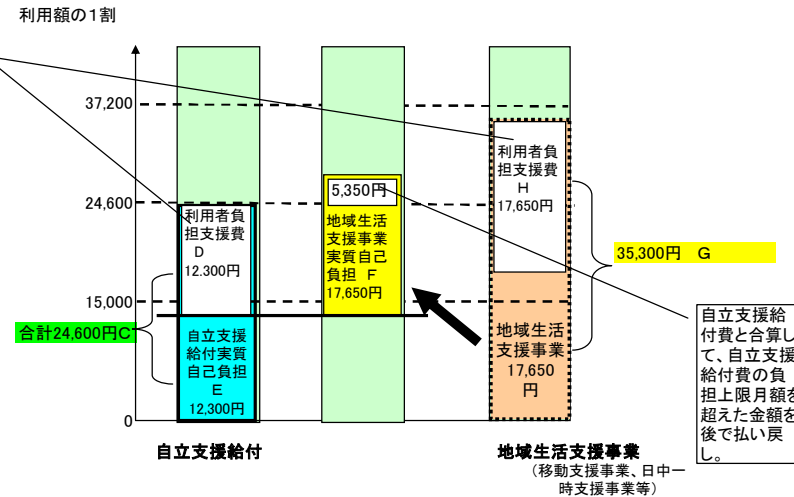 利用額の1割
37,200
24,600
15,000
0
合計24,600円C
利用者負
担支援費
D
12.300円
自立支援
給付実質
自己負担
E
12,300円
5,350円
地域生活
支援事業
実質自己
負担 F
17,650円
利用者負
担支援費
H
17,650円
地域生活
支援事業
17,650
円
35,300円 G
自立支援給
付費と合算し
て、自立支援
給付費の負
担上限月額を
超えた金額を
後で払い戻
し。
自立支援給付
地域生活支援事業
(移動支援事業、日中一
時支援事業等)